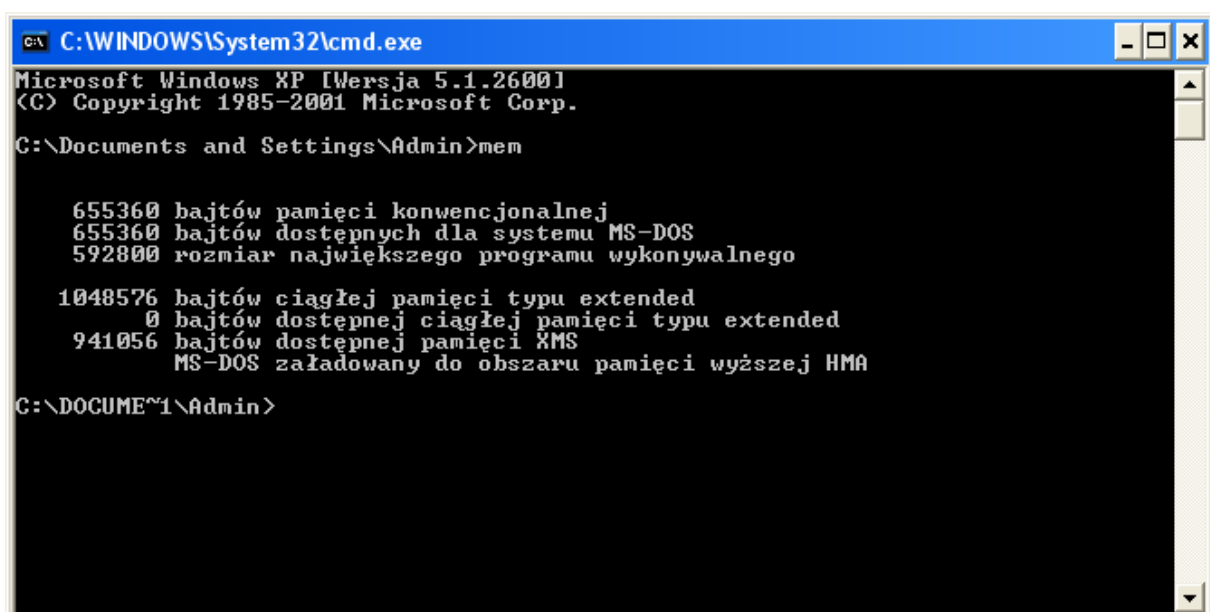 C:\WINDOWS\System32\cmd.exe
Microsoft Windows XP [Wersja 5.1.2600]
(C) Copyright 1985-2001 Microsoft Corp.
C:\Documents and Settings\Admin>mem
655360 bajtów pamięci konwencjonalnej
655360 bajtów dostępnych dla systemu MS-DOS
592800 rozmiar największego programu wykonywalnego
1048576 bajtów ciągłej pamięci typu extended
0 bajtów dostępnej ciągłej pamięci typu extended
941056 bajtów dostępnej pamięci XMS
MS-DOS załadowany do obszaru pamięci wyższej HMA
C:\DOCUME~1\Admin>